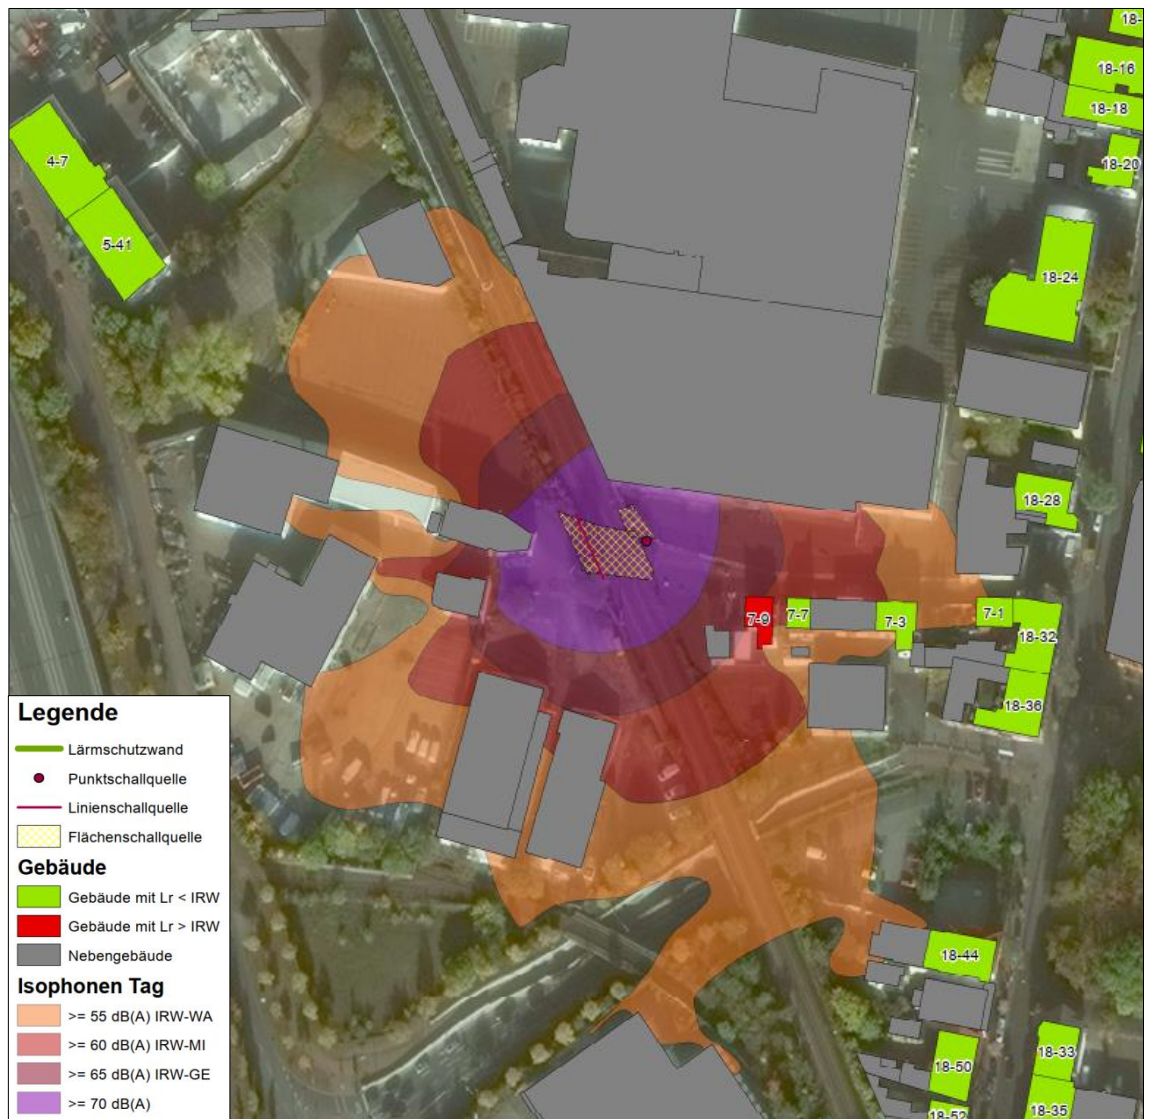 18-
18-16
18-18
18-20
4-7
5-41
18-24
18-28
7-9
7-7
7-3
7-1
18-32
18-36
18-44
18-50
18-33
18-52
18-35
Legende
Lärmschutzwand
Punktschallquelle
Linienschallquelle
Flächenschallquelle
Gebäude
Gebäude mit Lr < IRW
Gebäude mit Lr > IRW
Nebengebäude
Isophonen Tag
>= 55 dB(A) IRW-WA
>= 60 dB(A) IRW-MI
>= 65 dB(A) IRW-GE
>= 70 dB(A)